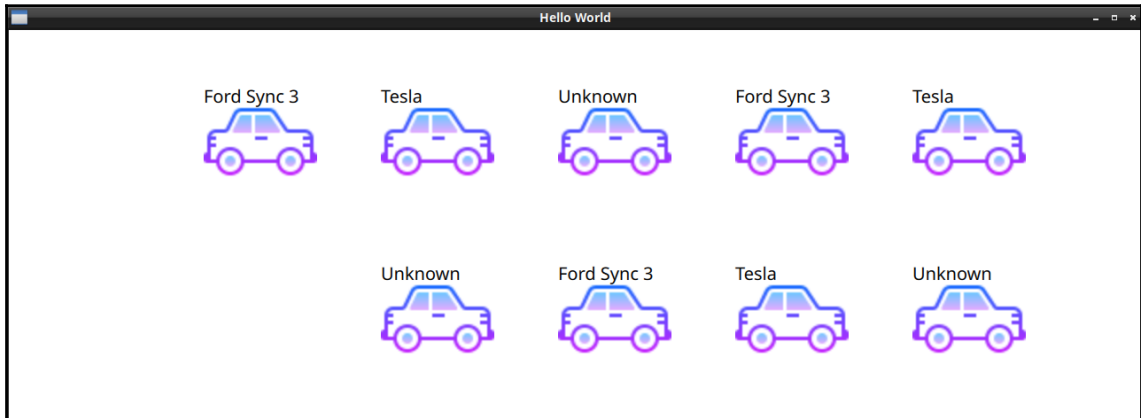 Hello World
Ford Sync 3 Tesla Unknown Ford Sync 3 Tesla
Unknown Ford Sync 3 Tesla Unknown